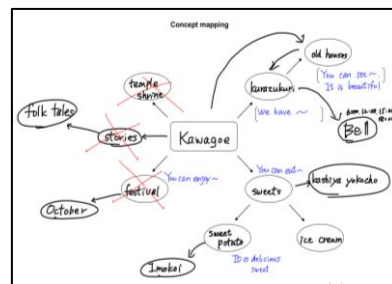 Concept mapping
old houses
[You can see ~.
It is beautiful]
temple
shrine
kurazukuri
folk tales
[We have ~]
Bell
stories
Kawagoe
You can enjoy~
You can eat~
festival
sweets
kashiya yokocho
October
sweet
potato
ice cream
Imokoi
It is delicious
sweet